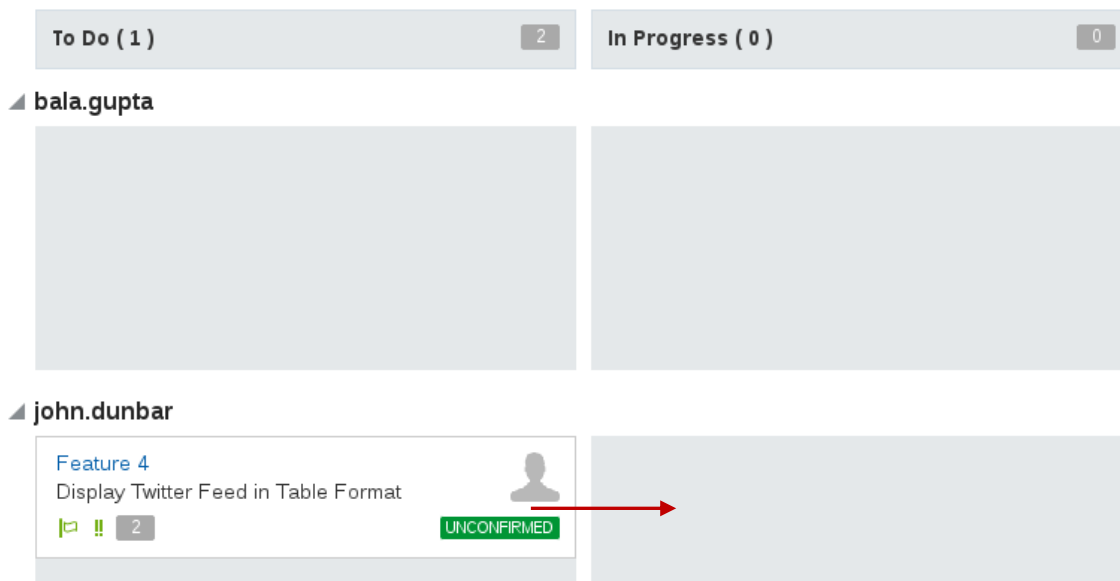 To Do ( 1 ) 2 In Progress ( 0 ) 0
bala.gupta
john.dunbar
Feature 4
Display Twitter Feed in Table Format
!! 2 UNCONFIRMED